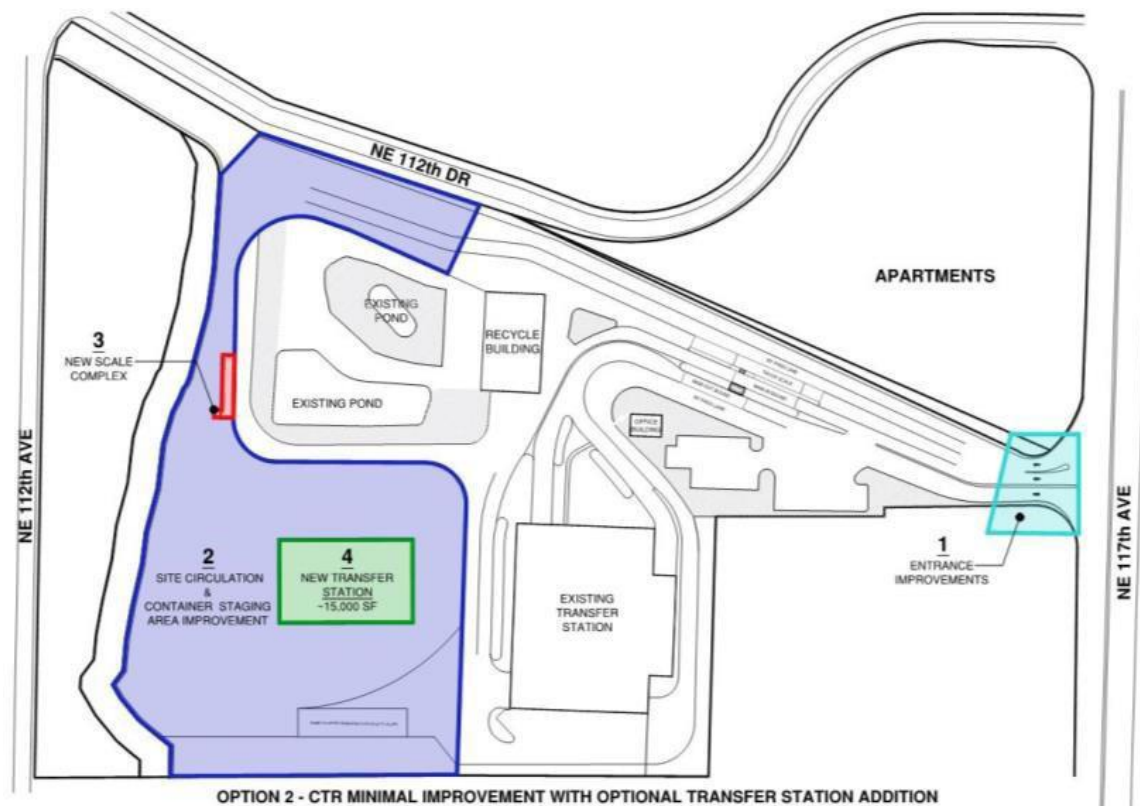 NE 112th DR
APARTMENTS
3
NEW SCALE
COMPLEX
EXISTING
POND
RECYCLE
BUILDING
EXISTING POND
OFFICE
BUILDING
NE 112th AVE
NE 117th AVE
1
ENTRANCE
IMPROVEMENTS
2
SITE CIRCULATION
&
CONTAINER STAGING
AREA IMPROVEMENT
4
NEW TRANSFER
STATION
~15,000 SF
EXISTING
TRANSFER
STATION
OPTION 2 - CTR MINIMAL IMPROVEMENT WITH OPTIONAL TRANSFER STATION ADDITION